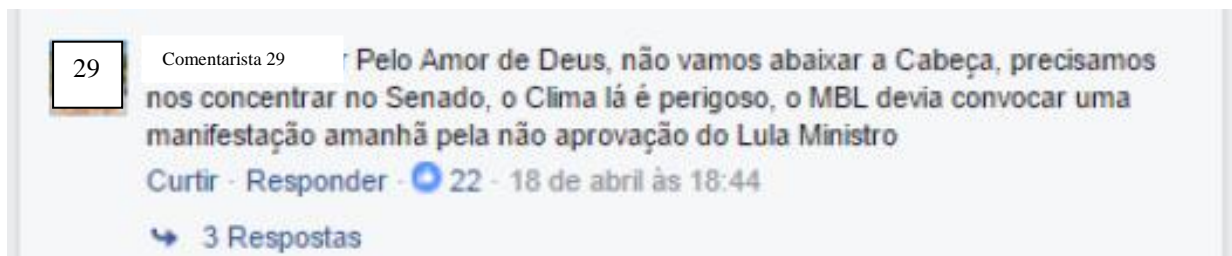 29
Comentarista 29 Pelo Amor de Deus, não vamos abaixar a Cabeça, precisamos
nos concentrar no Senado, o Clima lá é perigoso, o MBL devia convocar uma
manifestação amanhã pela não aprovação do Lula Ministro
Curtir · Responder · 22 · 18 de abril às 18:44
3 Respostas